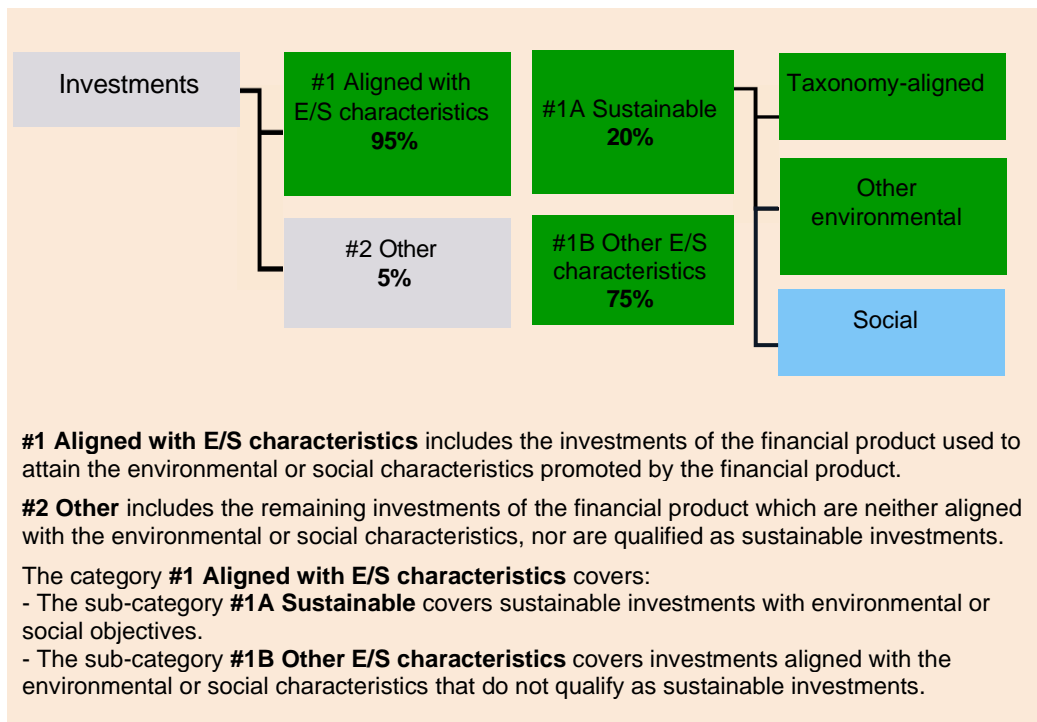 Investments
#1 Aligned with
E/S characteristics
95%
#2 Other
5%
#1A Sustainable
20%
#1B Other E/S
characteristics
75%
Taxonomy-aligned
Other
environmental
Social
#1 Aligned with E/S characteristics includes the investments of the financial product used to
attain the environmental or social characteristics promoted by the financial product.
#2 Other includes the remaining investments of the financial product which are neither aligned
with the environmental or social characteristics, nor are qualified as sustainable investments.
The category #1 Aligned with E/S characteristics covers:
- The sub-category #1A Sustainable covers sustainable investments with environmental or
social objectives.
- The sub-category #1B Other E/S characteristics covers investments aligned with the
environmental or social characteristics that do not qualify as sustainable investments.